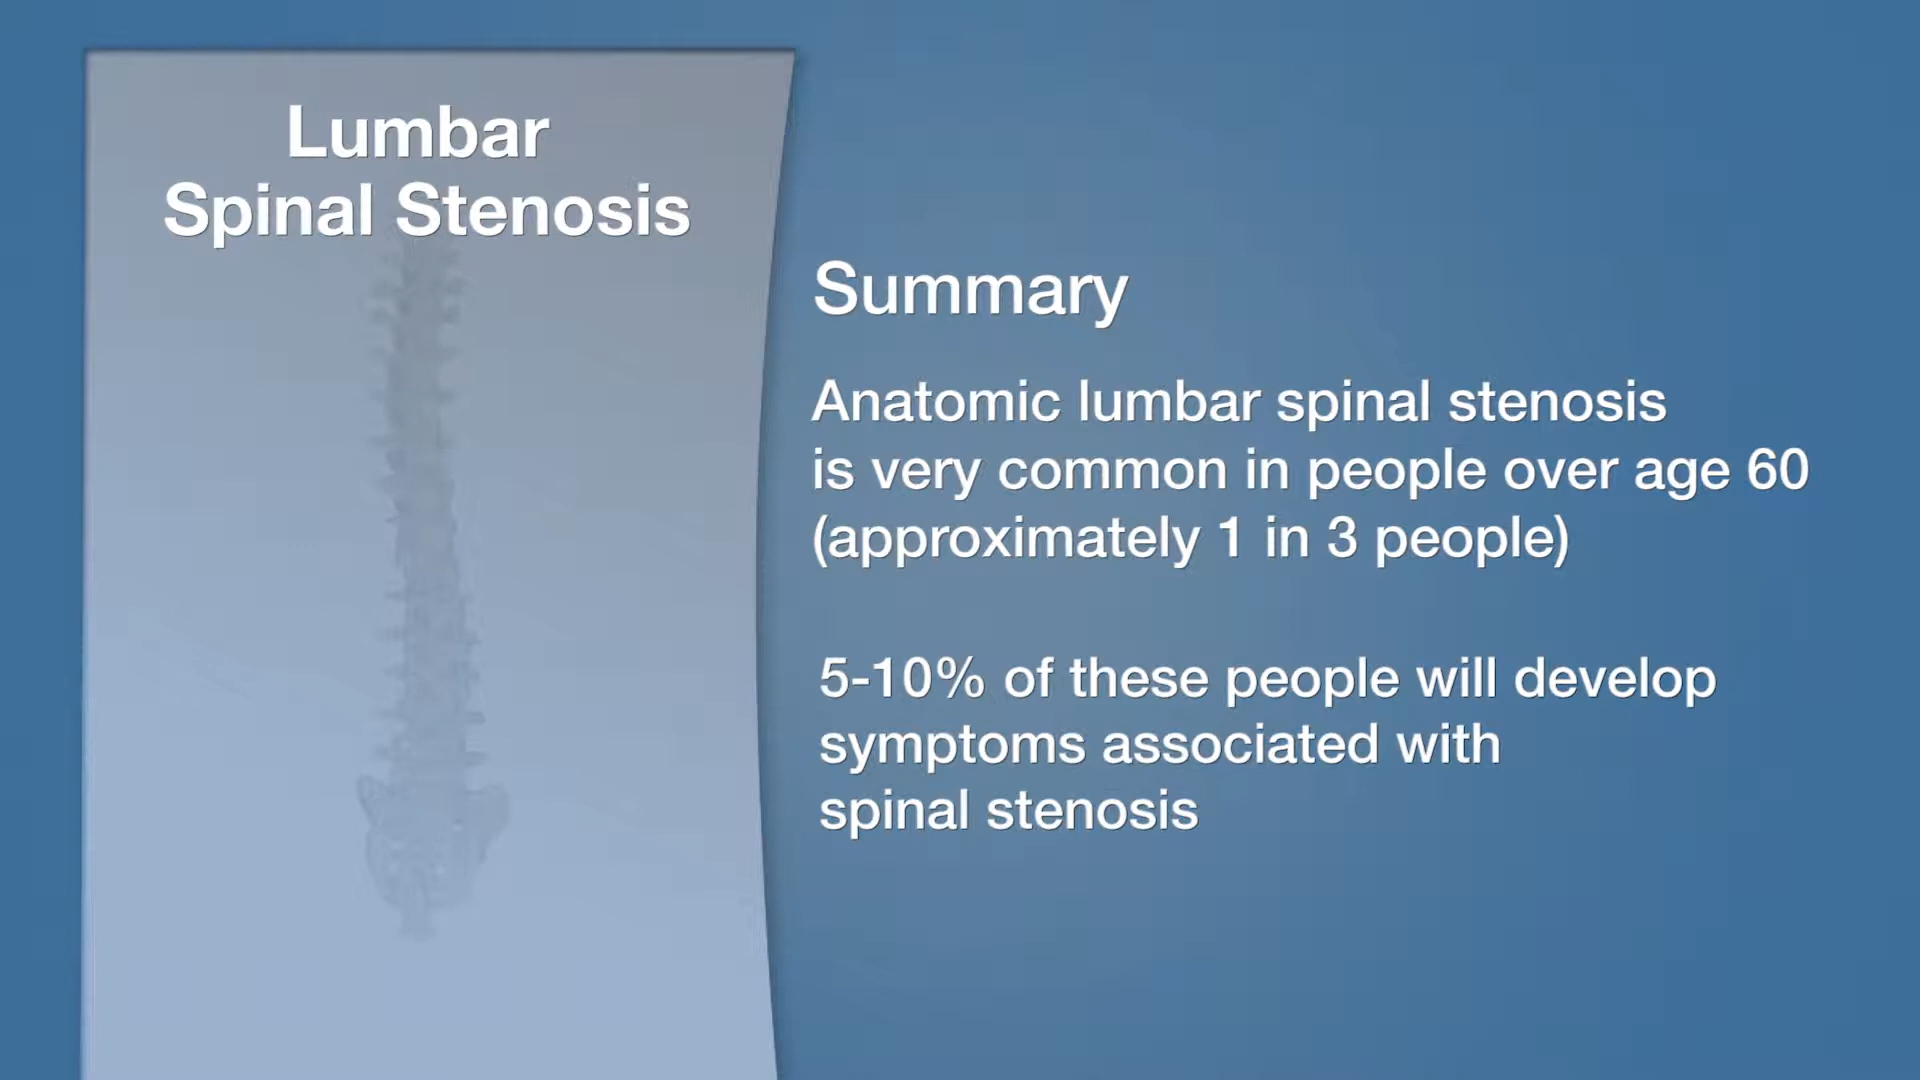 Lumbar
Spinal Stenosis
Summary
Anatomic lumbar spinal stenosis
is very common in people over age 60
(approximately 1 in 3 people)
5-10% of these people will develop
symptoms associated with
spinal stenosis